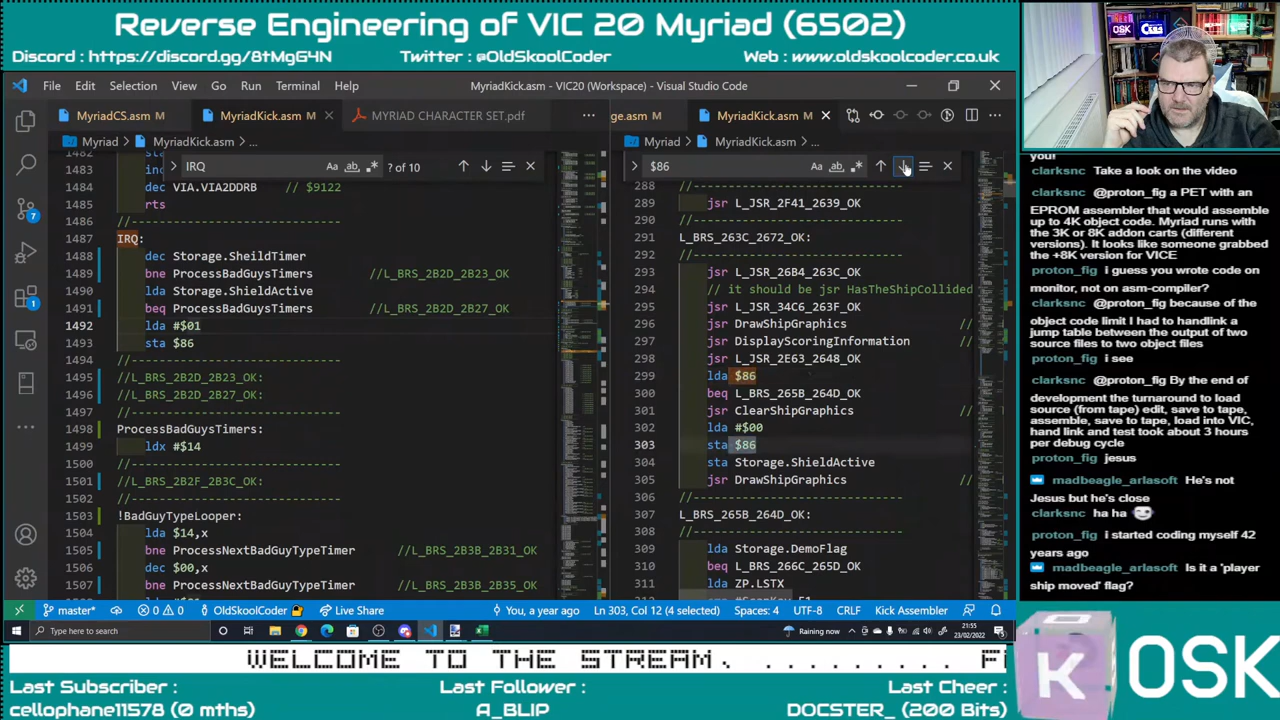 Reverse Engineering of VIC 20 Myriad (6502)
Discord : https://discord.gg/8tMgG4N Twitter : @OldSkoolCoder Web : www.oldskoolcoder.co.uk
File Edit Selection View Go Run Terminal Help MyriadKick.asm - VIC20 (Workspace) - Visual Studio Code
MyriadCS.asm M MyriadKick.asm M MYRIAD CHARACTER SET.pdf
Myriad > MyriadKick.asm > ...
IRQ Aa ab ? of 10
1482
1483
1484 dec VIA.VIA2DDRB // $9122
1485 rts
1486 //----------------------------------------
1487 IRQ:
1488 dec Storage.SheildTimer
1489 bne ProcessBadGuysTimers //L_BRS_2B2D_2B23_OK
1490 lda Storage.ShieldActive
1491 beq ProcessBadGuysTimers //L_BRS_2B2D_2B27_OK
1492 lda #$01
1493 sta $86
1494 //----------------------------------------
1495 //L_BRS_2B2D_2B23_OK:
1496 //L_BRS_2B2D_2B27_OK:
1497 //----------------------------------------
1498 ProcessBadGuysTimers:
1499 ldx #$14
1500 //----------------------------------------
1501 //L_BRS_2B2F_2B3C_OK:
1502 //----------------------------------------
1503 !BadGuyTypeLooper:
1504 lda $14,x
1505 bne ProcessNextBadGuyTypeTimer //L_BRS_2B3B_2B31_OK
1506 dec $00,x
1507 bne ProcessNextBadGuyTypeTimer //L_BRS_2B3B_2B35_OK
ge.asm M MyriadKick.asm M
Myriad > MyriadKick.asm > ...
$86 Aa ab
288 //----------------------------------------
289 jsr L_JSR_2F41_2639_OK
290 //----------------------------------------
291 L_BRS_263C_2672_OK:
292 //----------------------------------------
293 jsr L_JSR_26B4_263C_OK
294 // it should be jsr HasTheShipCollided
295 jsr L_JSR_34C6_263F_OK
296 jsr DrawShipGraphics //
297 jsr DisplayScoringInformation //
298 jsr L_JSR_2E63_2648_OK
299 lda $86
300 beq L_BRS_265B_264D_OK
301 jsr ClearShipGraphics //
302 lda #$00
303 sta $86
304 sta Storage.ShieldActive
305 jsr DrawShipGraphics //
306 //----------------------------------------
307 L_BRS_265B_264D_OK:
308 //----------------------------------------
309 lda Storage.DemoFlag
310 beq L_BRS_266C_265D_OK
311 lda ZP.LSTX
master* 0 0 OldSkoolCoder Live Share You, a year ago Ln 303, Col 12 (4 selected) Spaces: 4 UTF-8 CRLF Kick Assembler
Type here to search Raining now 21:55
23/02/2022
you!
clarksnc Take a look on the video
clarksnc @proton_fig a PET with an
EPROM assembler that would assemble
up to 4K object code. Myriad runs with
the 3K or 8K addon carts (different
versions). It looks like someone grabbed
the +8K version for VICE
proton_fig i guess you wrote code on
monitor, not on asm-compiler?
clarksnc @proton_fig because of the
object code limit I had to handlink a
jump table between the output of two
source files to two object files
proton_fig i see
clarksnc @proton_fig By the end of
development the turnaround to load
source (from tape) edit, save to tape,
assemble, save to tape, load into VIC,
hand link and test took about 3 hours
per debug cycle
proton_fig jesus
madbeagle_arlasoft He's not
Jesus but he's close
clarksnc ha ha
proton_fig i started coding myself 42
years ago
madbeagle_arlasoft Is it a 'player
ship moved' flag?
WELCOME TO THE STREAM. .........
K OSK
Last Subscriber : Last Follower : Last Cheer :
cellophane11578 (0 mths) A_BLIP DOCSTER_ (200 Bits)